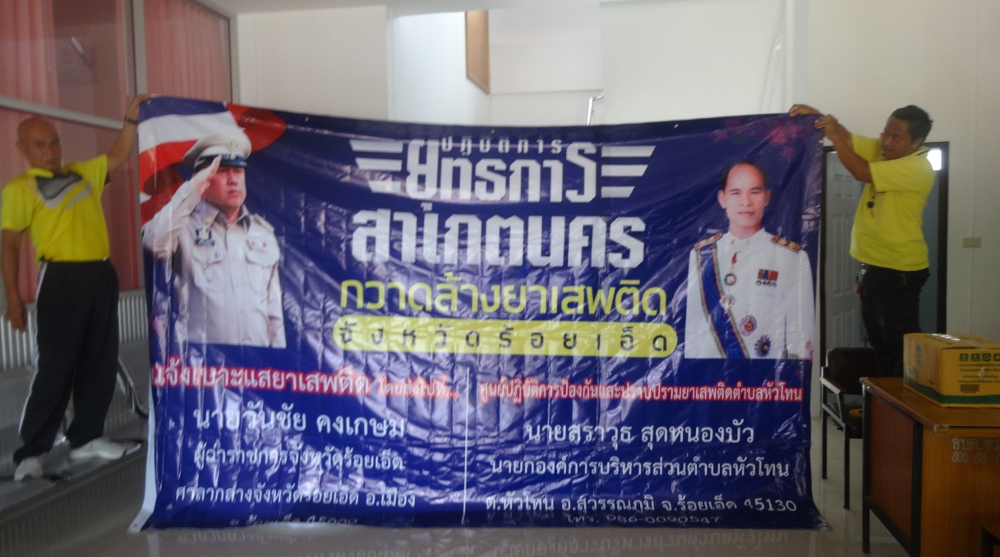 ปฏิบัติการ
ยุทธการ
สาเกตนคร
กวาดล้างยาเสพติด
จังหวัดร้อยเอ็ด
แจ้งเบาะแสยาเสพติด โดยส่งไปที่...
นายวันชัย คงเกษม
ผู้ว่าราชการจังหวัดร้อยเอ็ด
ศาลากลางจังหวัดร้อยเอ็ด อ.เมือง
จ.ร้อยเอ็ด 45000
ศูนย์ปฏิบัติการป้องกันและปราบปรามยาเสพติดตำบลหัวโทน
นายสราวุธ สุดหนองบัว
นายกองค์การบริหารส่วนตำบลหัวโทน
ต.หัวโทน อ.สุวรรณภูมิ จ.ร้อยเอ็ด 45130
โทร. 086-0090547